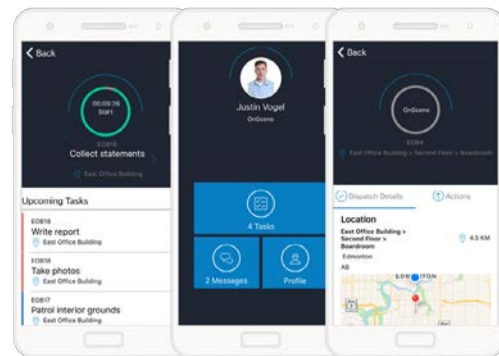 Back
00:09:26
Start
EO819
Collect statements
East Office Building
Upcoming Tasks
EO818
Write report
East Office Building
EO816
Take photos
East Office Building
EO817
Patrol interior grounds
East Office Building
Justin Vogel
OnScene
4 Tasks
2 Messages
Profile
Back
OnScene
EO84
East Office Building > Second Floor > Boardroom
Dispatch Details
Actions
Location
East Office Building >
Second Floor >
Boardroom
4.5 KM
Edmonton
AB